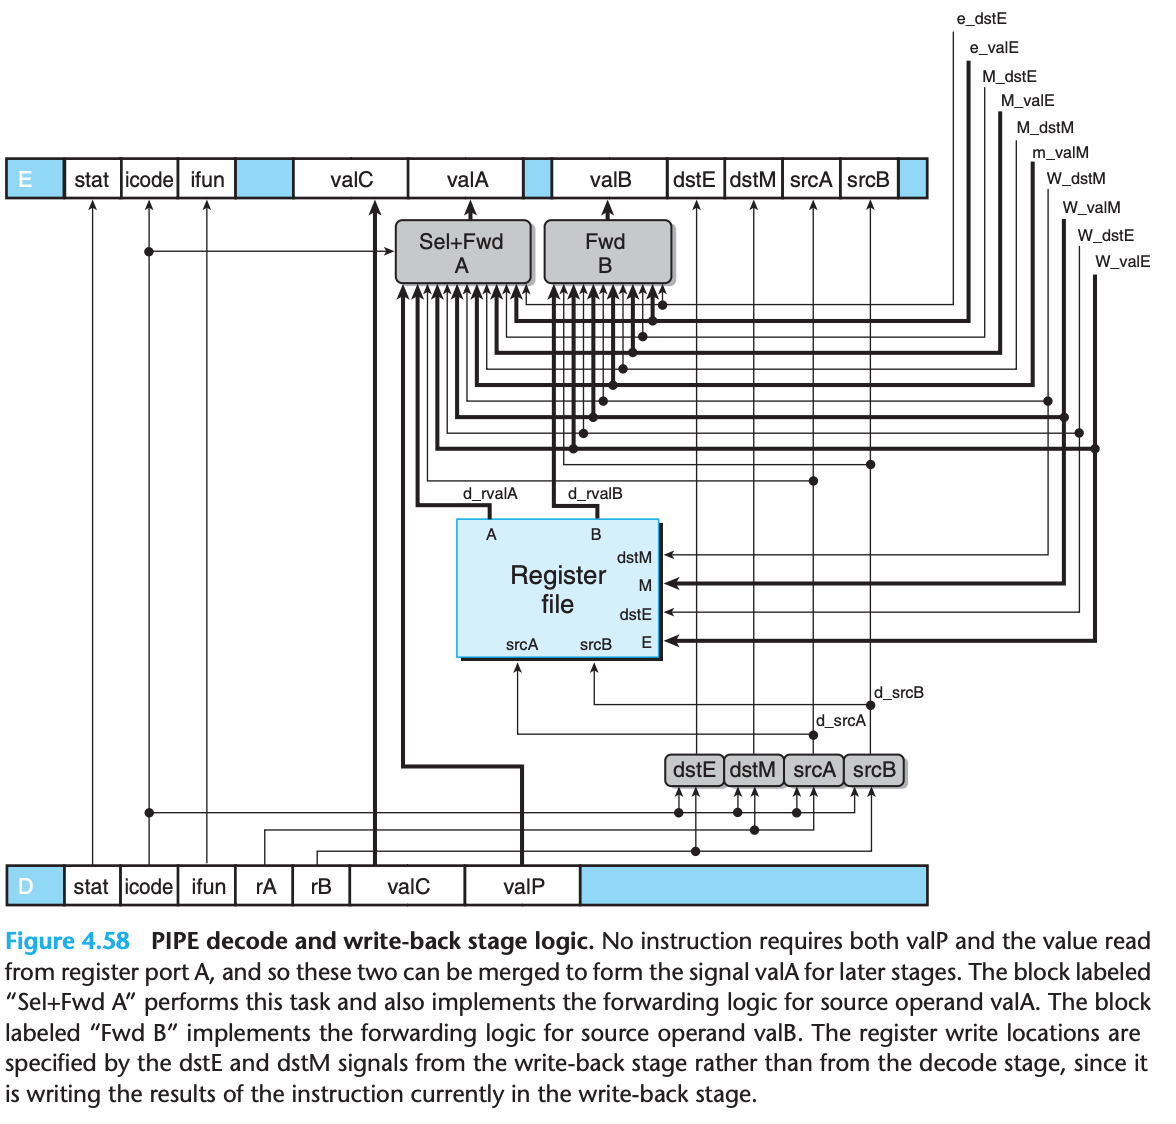 e_dstE
e_valE
M_dstE
M_valE
M_dstM
m_valM
W_dstM
W_valM
W_dstE
W_valE
E stat icode ifun valC valA valB dstE dstM srcA srcB
Sel+Fwd
A
Fwd
B
d_rvalA d_rvalB
A B
Register
file
dstM
M
dstE
E
srcA srcB
d_srcB
d_srcA
dstE dstM srcA srcB
D stat icode ifun rA rB valC valP
Figure 4.58 PIPE decode and write-back stage logic. No instruction requires both valP and the value read
from register port A, and so these two can be merged to form the signal valA for later stages. The block labeled
“Sel+Fwd A” performs this task and also implements the forwarding logic for source operand valA. The block
labeled “Fwd B” implements the forwarding logic for source operand valB. The register write locations are
specified by the dstE and dstM signals from the write-back stage rather than from the decode stage, since it
is writing the results of the instruction currently in the write-back stage.